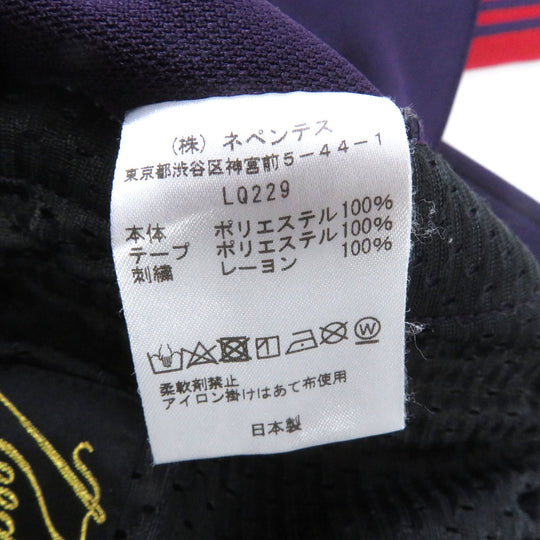 (株) ネペンテス
東京都渋谷区神宮前5-44-1
LQ229
本体 ポリエステル100%
テープ ポリエステル100%
刺繍 レーヨン 100%
W
柔軟剤禁止
アイロン掛けはあて布使用
日本製